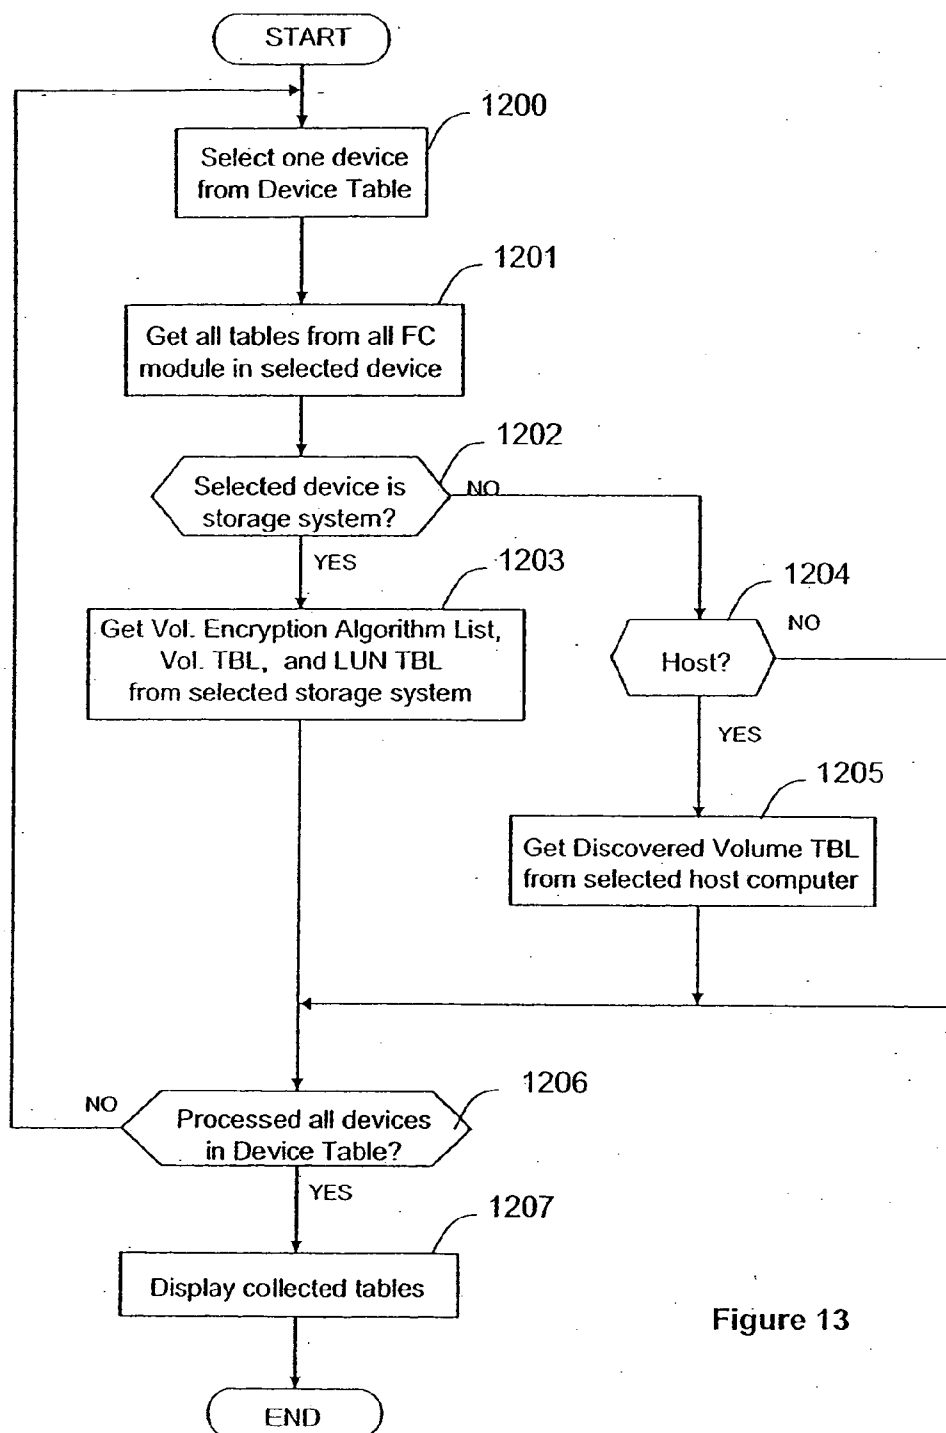 START
1200
Select one device
from Device Table
1201
Get all tables from all FC
module in selected device
1202
Selected device is
storage system?
NO
YES
1203
Get Vol. Encryption Algorithm List,
Vol. TBL, and LUN TBL
from selected storage system
1204
NO
Host?
YES
1205
Get Discovered Volume TBL
from selected host computer
1206
NO
Processed all devices
in Device Table?
YES
1207
Display collected tables
Figure 13
END